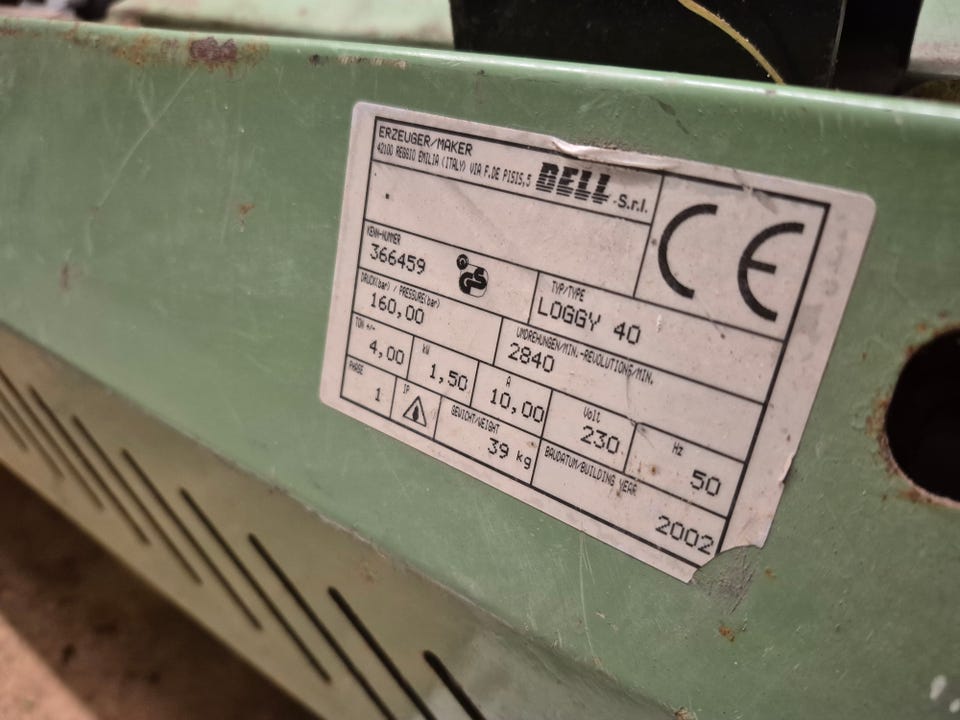 ERZEUGER/MAKER
42100 REGGIO EMILIA (ITALY) VIA F.DE PISIS,5 BELL S.r.l.
CE
KENN-NUMMER
366459
GS
TYP/TYPE
LOGGY 40
DRUCK(bar) / PRESSURE(bar)
160,00
UMDREHUNGEN/MIN.-REVOLUTIONS/MIN.
2840
TON +/-
4,00
kW
1,50
A
10,00
Volt
230
Hz
50
PHASE
1
IP
GEWICHT/WEIGHT
39 kg
BAUDATUM/BUILDING YEAR
2002